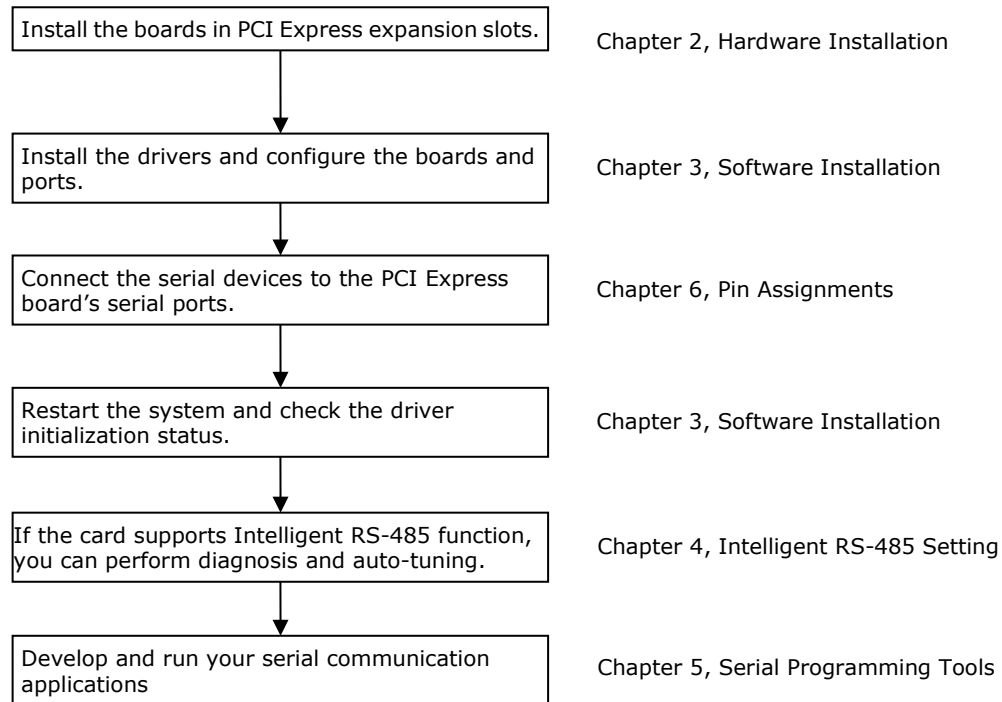 Install the boards in PCI Express expansion slots.
Chapter 2, Hardware Installation
Install the drivers and configure the boards and
ports.
Chapter 3, Software Installation
Connect the serial devices to the PCI Express
board’s serial ports.
Chapter 6, Pin Assignments
Restart the system and check the driver
initialization status.
Chapter 3, Software Installation
If the card supports Intelligent RS-485 function,
you can perform diagnosis and auto-tuning.
Chapter 4, Intelligent RS-485 Setting
Develop and run your serial communication
applications
Chapter 5, Serial Programming Tools